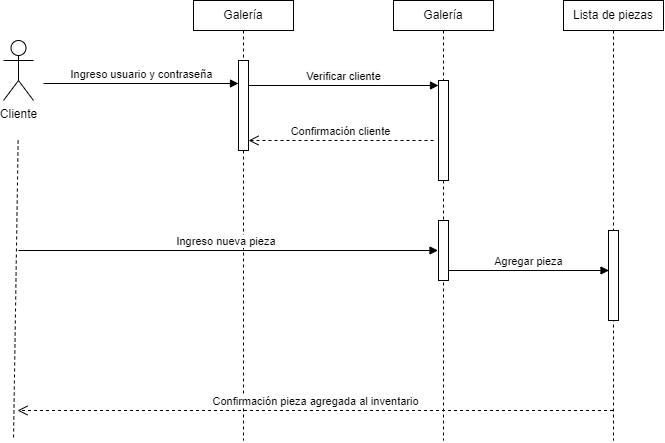 Galería
Galería
Lista de piezas
Ingreso usuario y contraseña
Verificar cliente
Cliente
Confirmación cliente
Ingreso nueva pieza
Agregar pieza
Confirmación pieza agregada al inventario